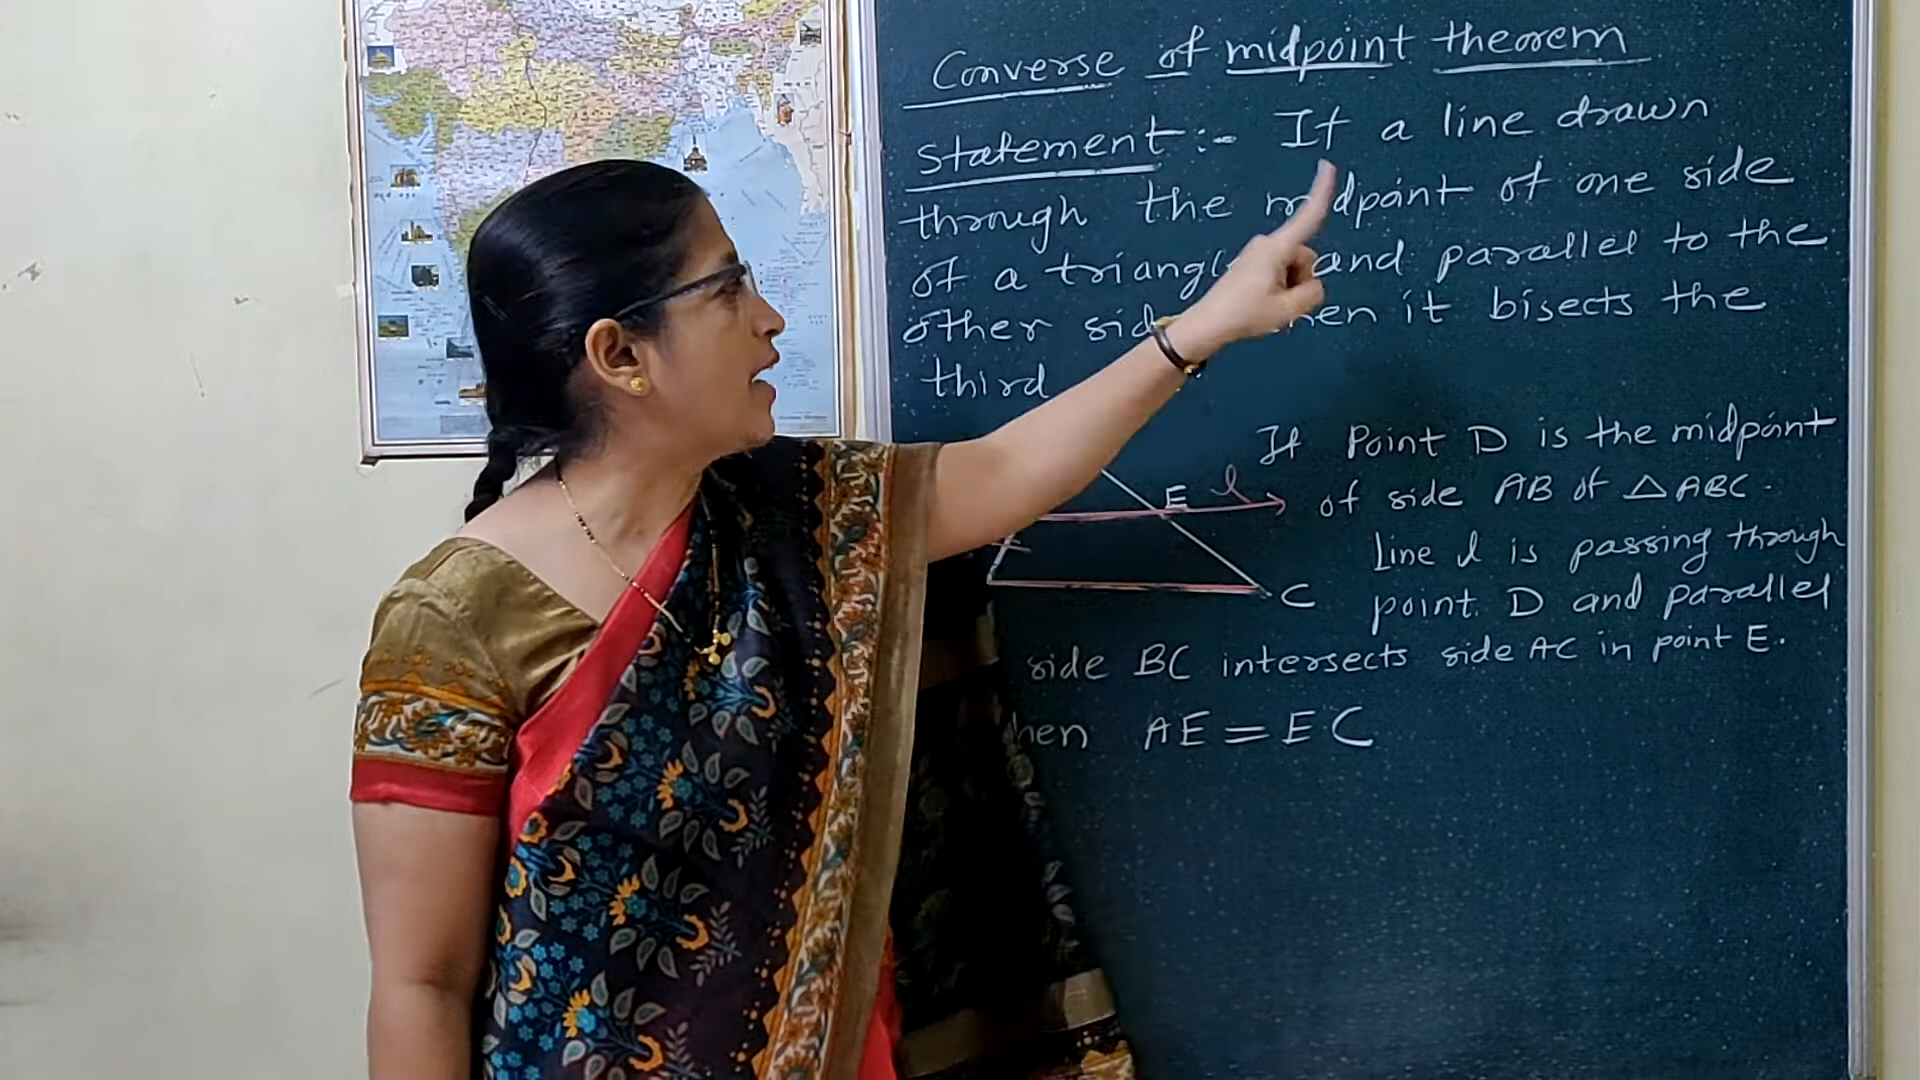 Converse of midpoint theorem
Statement :- If a line drawn
through the midpoint of one side
of a triangle and parallel to the
other side then it bisects the
third
If Point D is the midpoint
E l
of side AB of △ABC.
Line l is passing through
C
point. D and parallel
side BC intersects side AC in point E.
then AE = EC